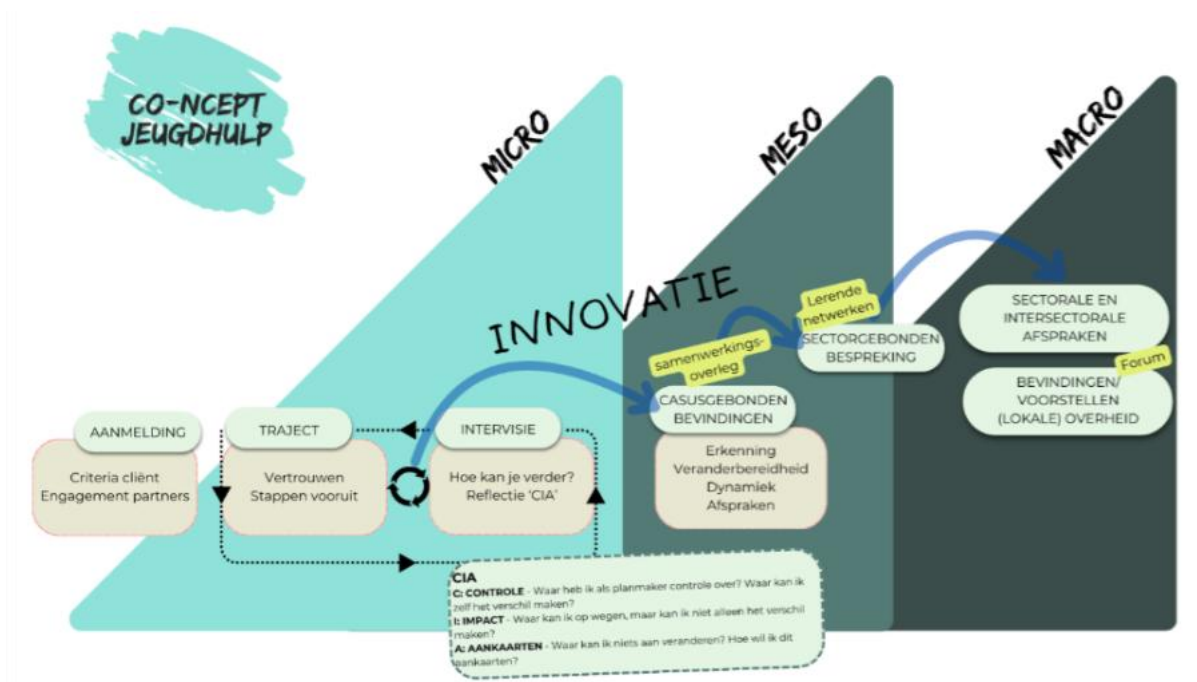 CO-NCEPT
JEUGDHULP
MICRO
MESO
MACRO
INNOVATIE
AANMELDING
Criteria cliënt
Engagement partners
TRAJECT
Vertrouwen
Stappen vooruit
INTERVISIE
Hoe kan je verder?
Reflectie ‘CIA’
samenwerkings-
overleg
CASUSGEBONDEN
BEVINDINGEN
Erkenning
Veranderbereidheid
Dynamiek
Afspraken
Lerende
netwerken
SECTORGEBONDEN
BESPREKING
SECTORALE EN
INTERSECTORALE
AFSPRAKEN
Forum
BEVINDINGEN/
VOORSTELLEN
(LOKALE) OVERHEID
CIA
C: CONTROLE - Waar heb ik als planmaker controle over? Waar kan ik
zelf het verschil maken?
I: IMPACT - Waar kan ik op wegen, maar kan ik niet alleen het verschil
maken?
A: AANKAARTEN - Waar kan ik niets aan veranderen? Hoe wil ik dit
aankaarten?